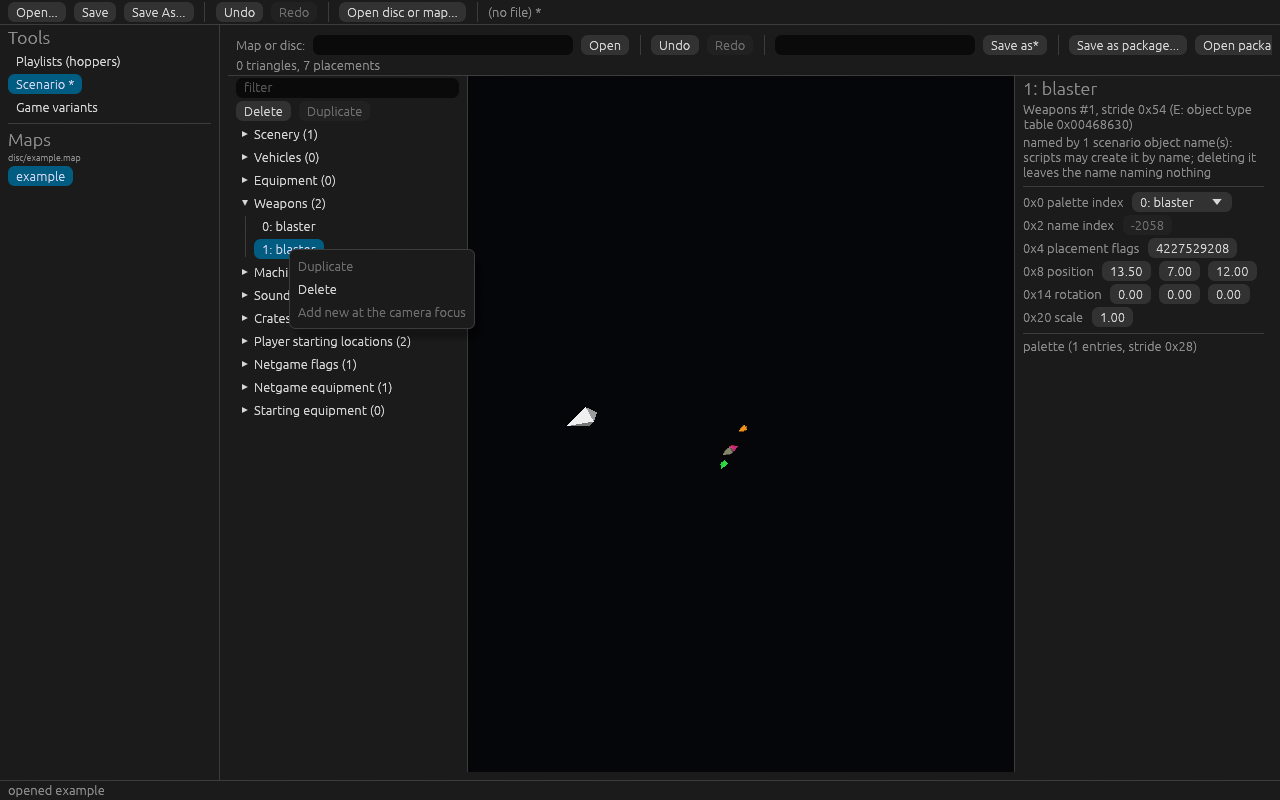 Open... Save Save As... Undo Redo Open disc or map... (no file) *
Tools
Playlists (hoppers)
Scenario *
Game variants
Maps
disc/example.map
example
Map or disc: Open Undo Redo Save as* Save as package... Open packa
0 triangles, 7 placements
filter
Delete Duplicate
Scenery (1)
Vehicles (0)
Equipment (0)
Weapons (2)
0: blaster
1: blaster
Machi
Sound
Crates
Player starting locations (2)
Netgame flags (1)
Netgame equipment (1)
Starting equipment (0)
Duplicate
Delete
Add new at the camera focus
1: blaster
Weapons #1, stride 0x54 (E: object type
table 0x00468630)
named by 1 scenario object name(s):
scripts may create it by name; deleting it
leaves the name naming nothing
0x0 palette index 0: blaster
0x2 name index -2058
0x4 placement flags 4227529208
0x8 position 13.50 7.00 12.00
0x14 rotation 0.00 0.00 0.00
0x20 scale 1.00
palette (1 entries, stride 0x28)
opened example